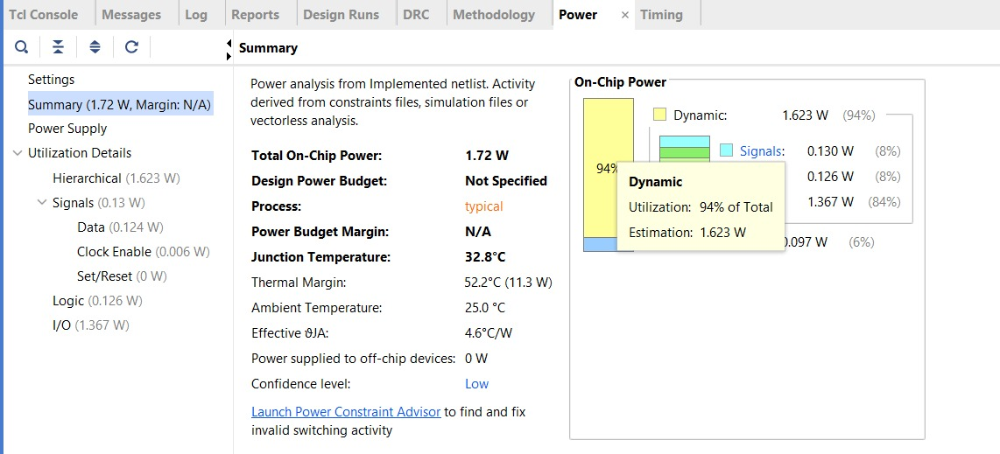 Tcl Console Messages Log Reports Design Runs DRC Methodology Power × Timing
Summary
Settings
Summary (1.72 W, Margin: N/A)
Power Supply
Utilization Details
Hierarchical (1.623 W)
Signals (0.13 W)
Data (0.124 W)
Clock Enable (0.006 W)
Set/Reset (0 W)
Logic (0.126 W)
I/O (1.367 W)
Power analysis from Implemented netlist. Activity
derived from constraints files, simulation files or
vectorless analysis.
Total On-Chip Power: 1.72 W
Design Power Budget: Not Specified
Process: typical
Power Budget Margin: N/A
Junction Temperature: 32.8°C
Thermal Margin: 52.2°C (11.3 W)
Ambient Temperature: 25.0 °C
Effective ϑJA: 4.6°C/W
Power supplied to off-chip devices: 0 W
Confidence level: Low
Launch Power Constraint Advisor to find and fix
invalid switching activity
On-Chip Power
Dynamic: 1.623 W (94%)
Signals: 0.130 W (8%)
94%
0.126 W (8%)
1.367 W (84%)
0.097 W (6%)
Dynamic
Utilization: 94% of Total
Estimation: 1.623 W